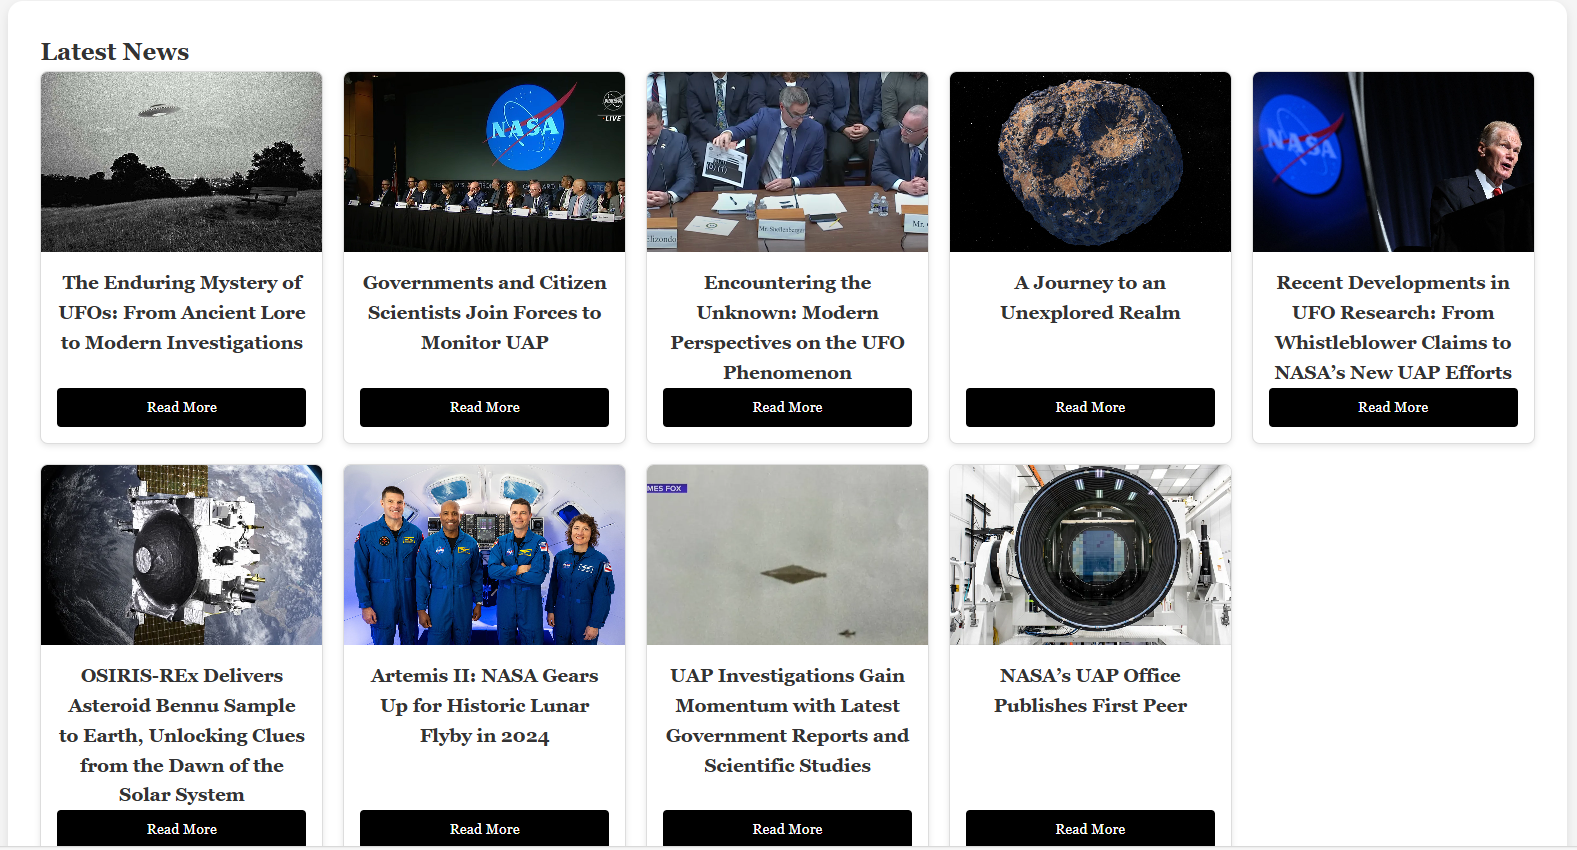 Latest News
NASA
NASA
LIVE
Elizondo
Mr. Shellenberger
Mr.
NASA
The Enduring Mystery of
UFOs: From Ancient Lore
to Modern Investigations
Read More
Governments and Citizen
Scientists Join Forces to
Monitor UAP
Read More
Encountering the
Unknown: Modern
Perspectives on the UFO
Phenomenon
Read More
A Journey to an
Unexplored Realm
Read More
Recent Developments in
UFO Research: From
Whistleblower Claims to
NASA’s New UAP Efforts
Read More
MES FOX
OSIRIS-REx Delivers
Asteroid Bennu Sample
to Earth, Unlocking Clues
from the Dawn of the
Solar System
Read More
Artemis II: NASA Gears
Up for Historic Lunar
Flyby in 2024
Read More
UAP Investigations Gain
Momentum with Latest
Government Reports and
Scientific Studies
Read More
NASA’s UAP Office
Publishes First Peer
Read More